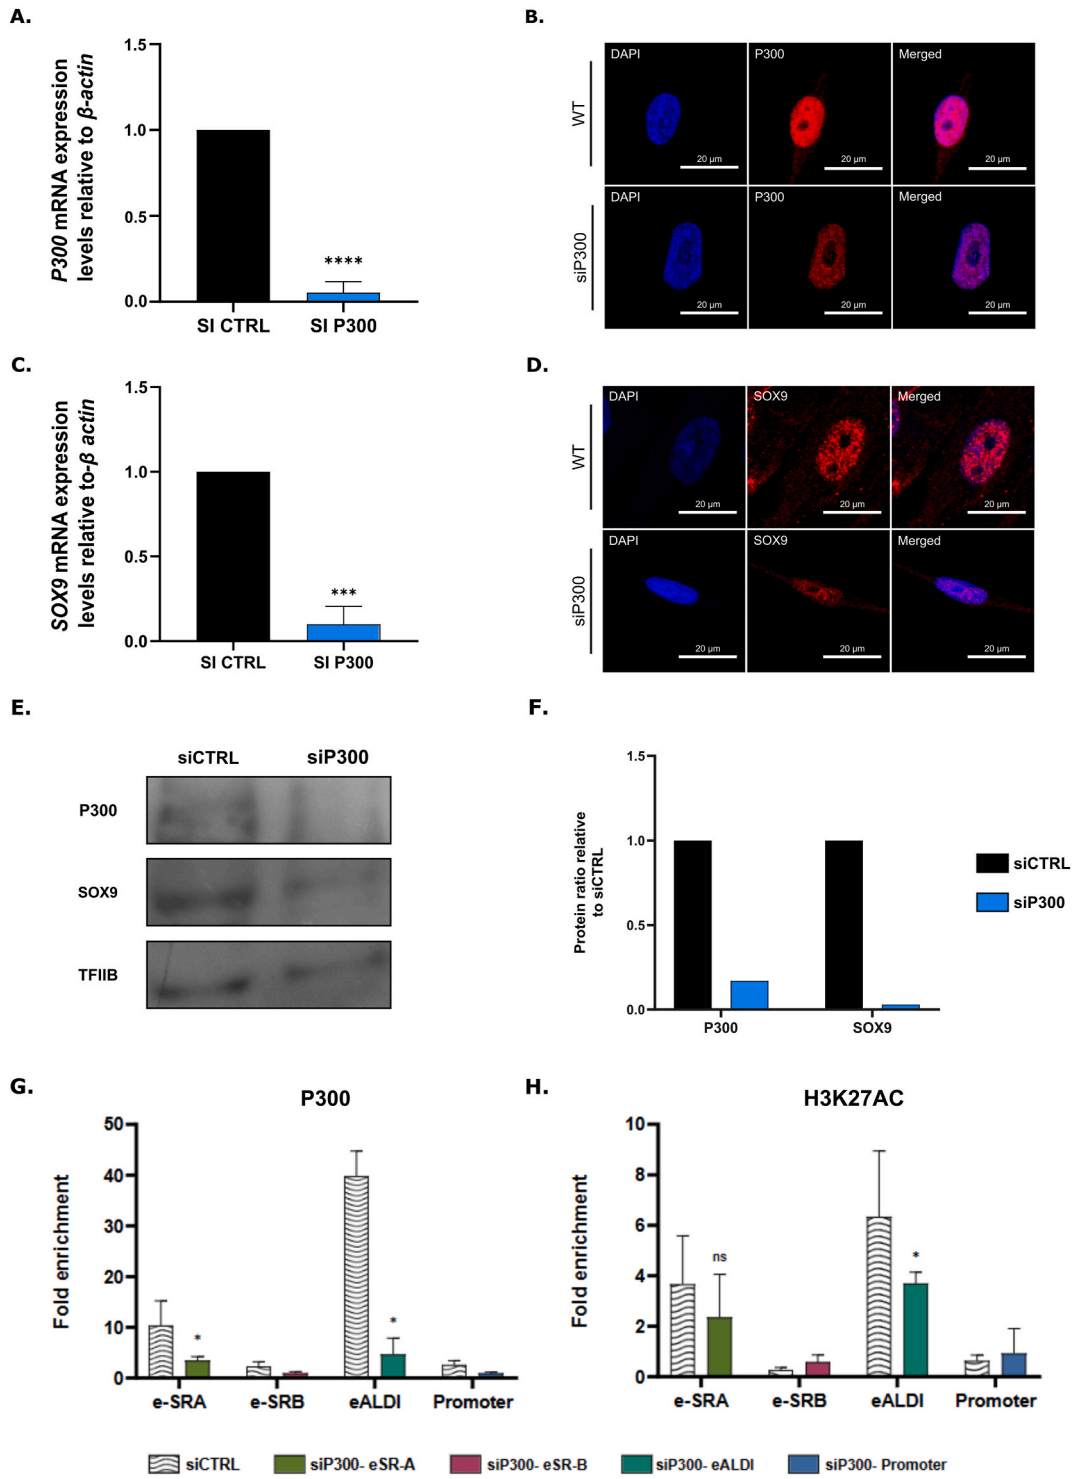 A.
P300 mRNA expression
levels relative to β-actin
1.5
1.0
0.5
0.0
****
SI CTRL SI P300
B.
WT
DAPI P300 Merged
20 µm 20 µm 20 µm
siP300
DAPI P300 Merged
20 µm 20 µm 20 µm
C.
SOX9 mRNA expression
levels relative to-β actin
1.5
1.0
0.5
0.0
***
SI CTRL SI P300
D.
WT
DAPI SOX9 Merged
20 µm 20 µm 20 µm
siP300
DAPI SOX9 Merged
20 µm 20 µm 20 µm
E.
siCTRL siP300
P300
SOX9
TFIIB
F.
Protein ratio relative
to siCTRL
1.5
1.0
0.5
0.0
P300 SOX9
siCTRL
siP300
G.
P300
Fold enrichment
50
40
30
20
10
0
* *
e-SRA e-SRB eALDI Promoter
H.
H3K27AC
Fold enrichment
10
8
6
4
2
0
ns *
e-SRA e-SRB eALDI Promoter
siCTRL siP300- eSR-A siP300- eSR-B siP300- eALDI siP300- Promoter